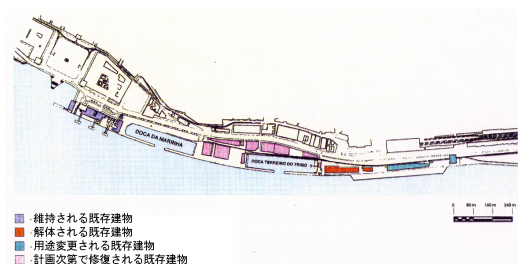 DOCA DA MARINHA
DOCA TERREIRO DO TRIGO
0 80 m 160 m 240 m
維持される既存建物
解体される既存建物
用途変更される既存建物
計画次第で修復される既存建物